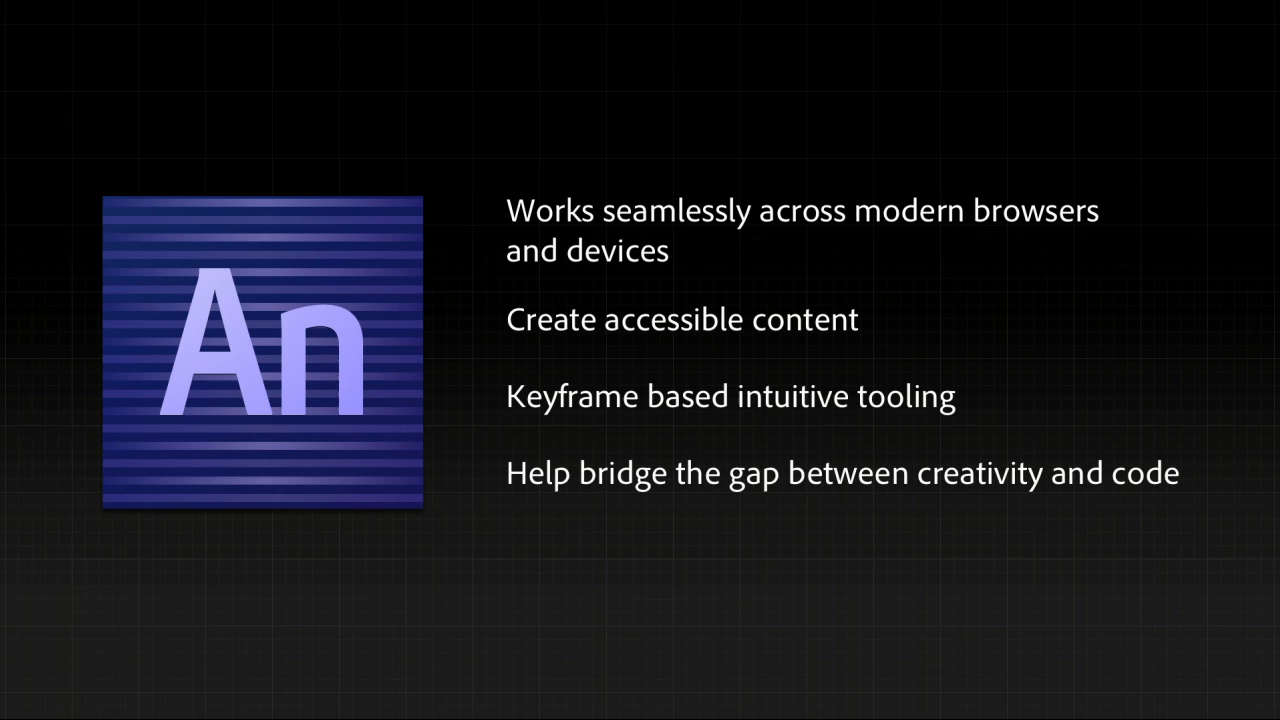 An
Works seamlessly across modern browsers
and devices
Create accessible content
Keyframe based intuitive tooling
Help bridge the gap between creativity and code